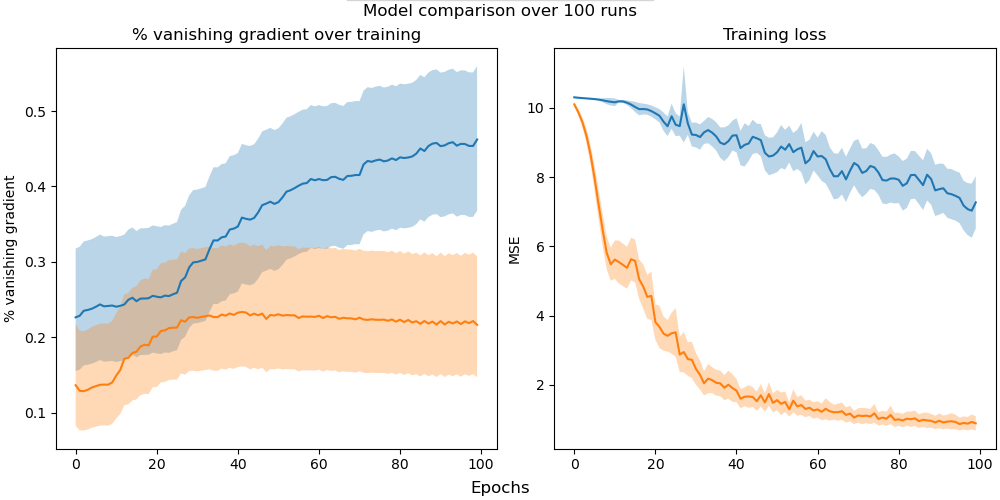 Model comparison over 100 runs
% vanishing gradient over training
Training loss
% vanishing gradient
0.5
0.4
0.3
0.2
0.1
0 20 40 60 80 100
MSE
10
8
6
4
2
0 20 40 60 80 100
Epochs